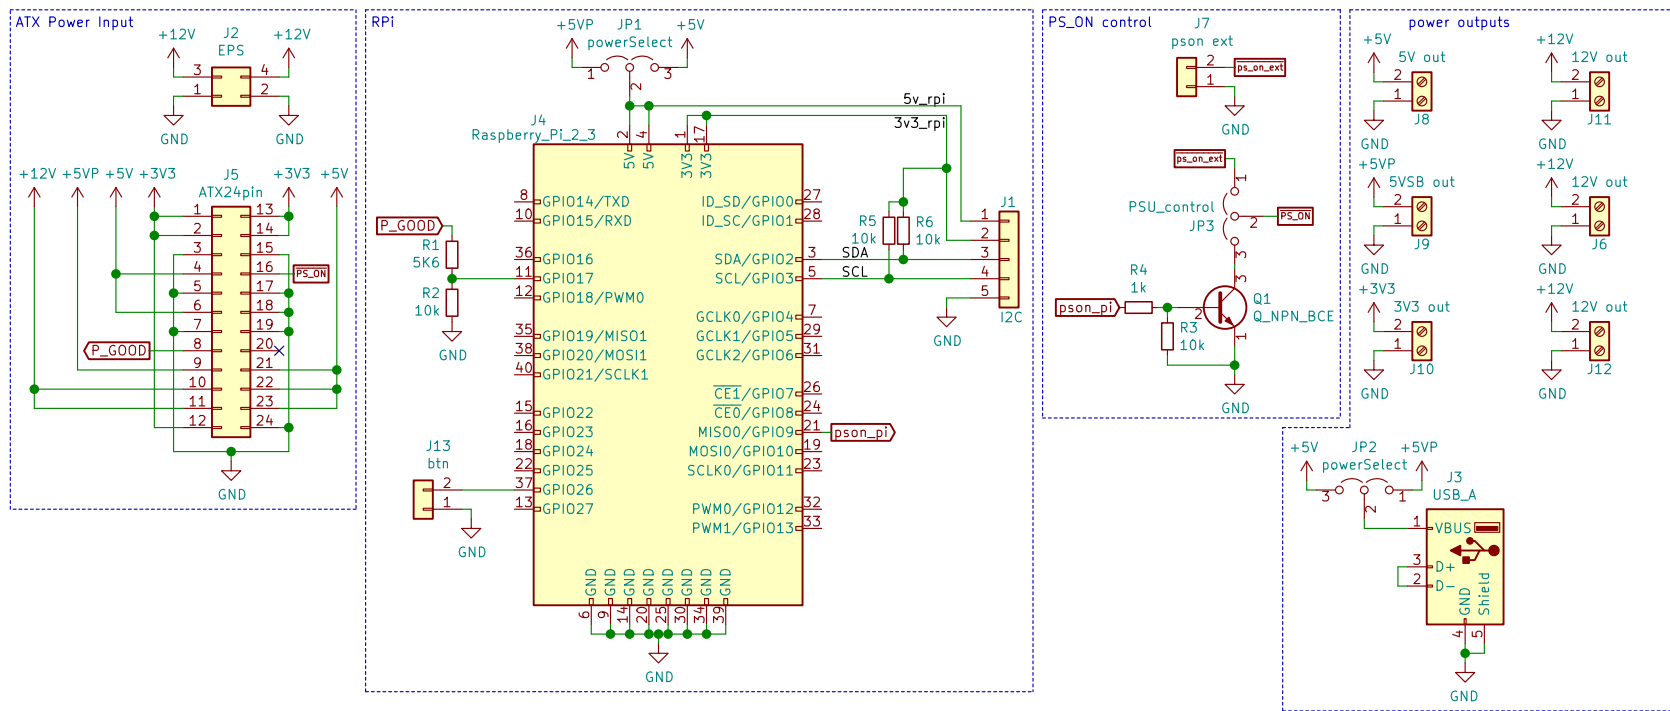 ATX Power Input
+12V
J2
EPS
+12V
3
4
1
2
GND
GND
+12V
+5VP
+5V
+3V3
J5
ATX24pin
+3V3
+5V
1
13
2
14
3
15
4
16
PS_ON
5
17
6
18
7
19
P_GOOD
8
20
9
21
10
22
11
23
12
24
GND
RPi
+5VP
JP1
powerSelect
+5V
1
3
2
5v_rpi
3v3_rpi
J4
Raspberry_Pi_2_3
2
4
1
17
5V
5V
3V3
3V3
8
GPIO14/TXD
10
GPIO15/RXD
36
GPIO16
11
GPIO17
12
GPIO18/PWM0
35
GPIO19/MISO1
38
GPIO20/MOSI1
40
GPIO21/SCLK1
15
GPIO22
16
GPIO23
18
GPIO24
22
GPIO25
37
GPIO26
13
GPIO27
ID_SD/GPIO0
27
ID_SC/GPIO1
28
SDA/GPIO2
3
SCL/GPIO3
5
GCLK0/GPIO4
7
GCLK1/GPIO5
29
GCLK2/GPIO6
31
CE1/GPIO7
26
CE0/GPIO8
24
MISO0/GPIO9
21
MOSI0/GPIO10
19
SCLK0/GPIO11
23
PWM0/GPIO12
32
PWM1/GPIO13
33
GND
GND
GND
GND
GND
GND
GND
GND
6
9
14
20
25
30
34
39
GND
P_GOOD
R1
5K6
R2
10k
GND
J13
btn
2
1
GND
pson_pi
R5
10k
R6
10k
SDA
SCL
J1
1
2
3
4
5
I2C
GND
PS_ON control
J7
pson ext
2
ps_on_ext
1
GND
ps_on_ext
1
PSU_control
JP3
2
PS_ON
3
R4
1k
pson_pi
2
3
Q1
Q_NPN_BCE
R3
10k
1
GND
power outputs
+5V
5V out
2
1
J8
GND
+12V
12V out
2
1
J11
GND
+5VP
5VSB out
2
1
J9
GND
+12V
12V out
2
1
J6
GND
+3V3
3V3 out
2
1
J10
GND
+12V
12V out
2
1
J12
GND
+5V
JP2
powerSelect
+5VP
3
1
2
J3
USB_A
1
VBUS
3
D+
2
D-
GND
Shield
4
5
GND